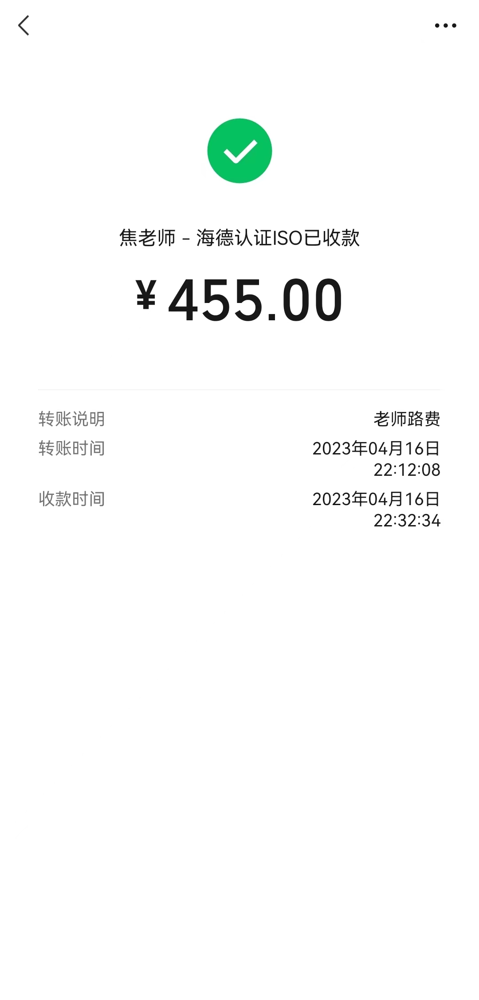 焦老师 - 海德认证ISO已收款
¥455.00
转账说明 老师路费
转账时间 2023年04月16日
22:12:08
收款时间 2023年04月16日
22:32:34